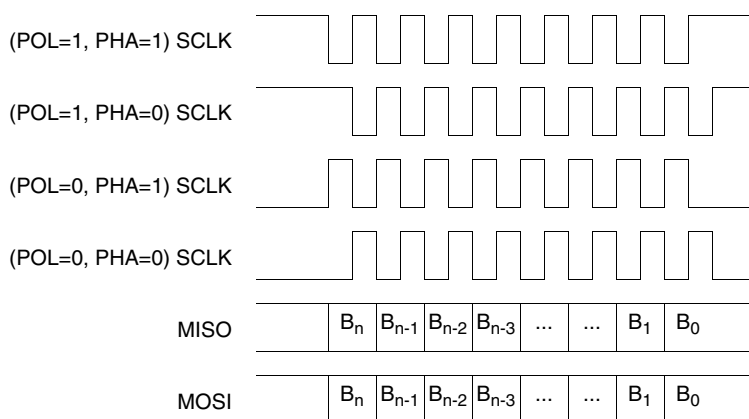 (POL=1, PHA=1) SCLK
(POL=1, PHA=0) SCLK
(POL=0, PHA=1) SCLK
(POL=0, PHA=0) SCLK
MISO Bn Bn-1 Bn-2 Bn-3 ... ... B1 B0
MOSI Bn Bn-1 Bn-2 Bn-3 ... ... B1 B0